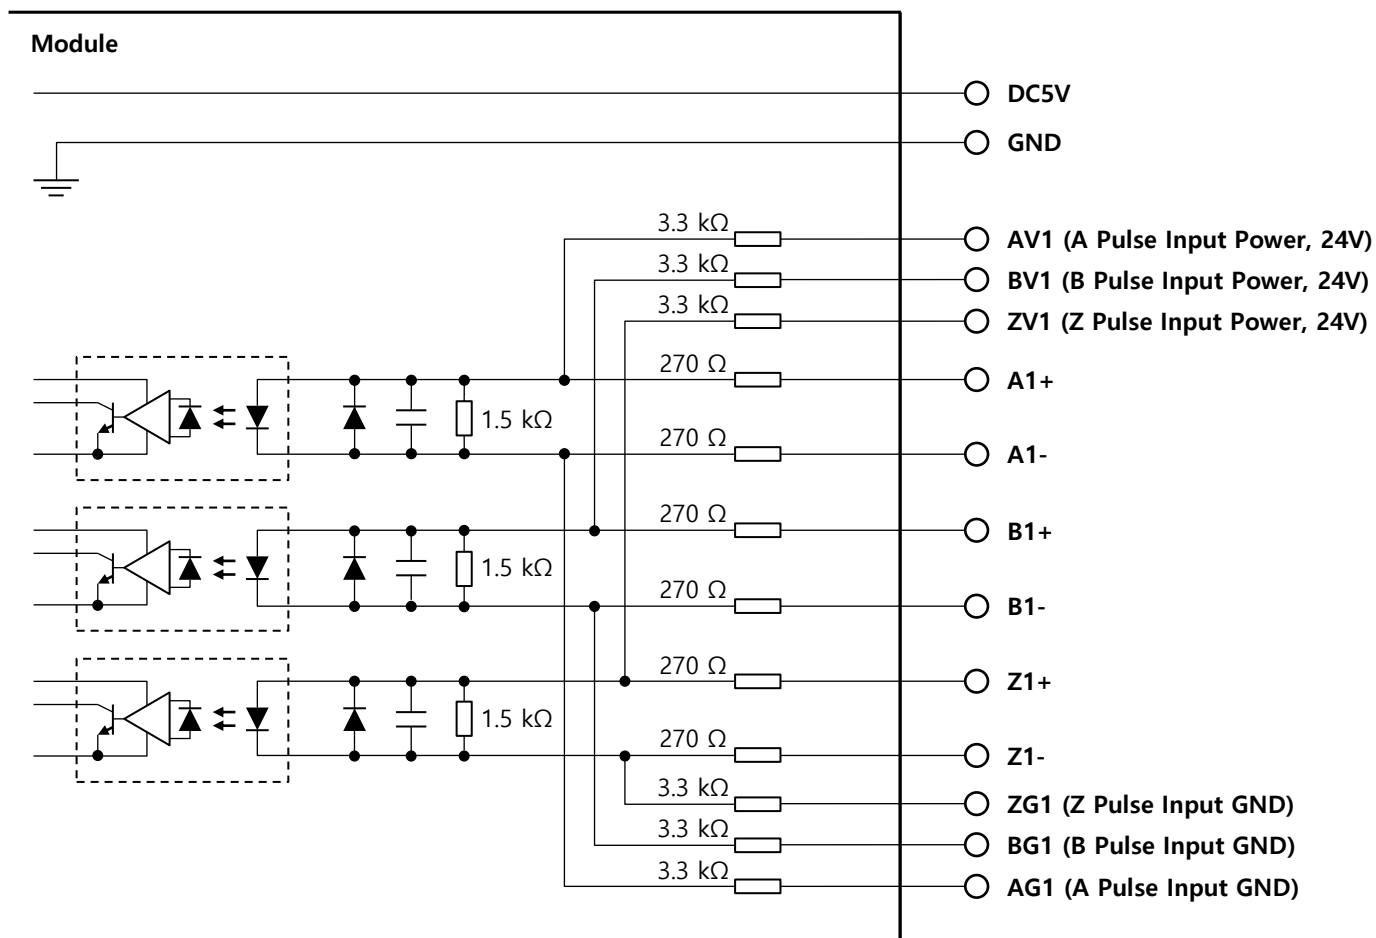 Module
DC5V
GND
3.3 kΩ
AV1 (A Pulse Input Power, 24V)
3.3 kΩ
BV1 (B Pulse Input Power, 24V)
3.3 kΩ
ZV1 (Z Pulse Input Power, 24V)
270 Ω
A1+
1.5 kΩ
270 Ω
A1-
270 Ω
B1+
1.5 kΩ
270 Ω
B1-
270 Ω
Z1+
1.5 kΩ
270 Ω
Z1-
3.3 kΩ
ZG1 (Z Pulse Input GND)
3.3 kΩ
BG1 (B Pulse Input GND)
3.3 kΩ
AG1 (A Pulse Input GND)